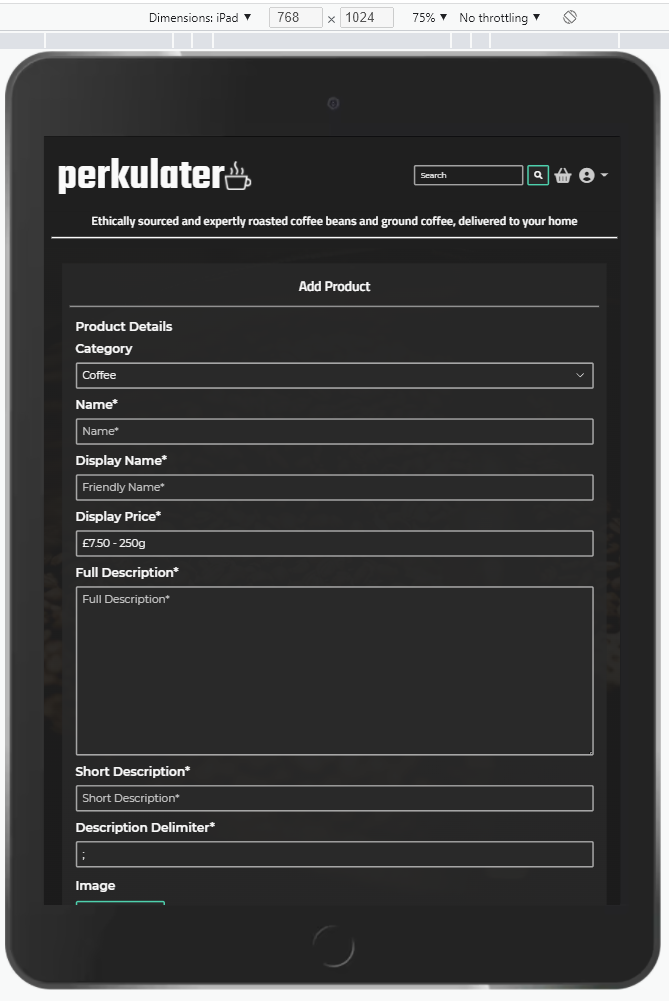 Dimensions: iPad ▼ 768 × 1024 75% ▼ No throttling ▼
perkulater
Search
Ethically sourced and expertly roasted coffee beans and ground coffee, delivered to your home
Add Product
Product Details
Category
Coffee
Name*
Name*
Display Name*
Friendly Name*
Display Price*
£7.50 - 250g
Full Description*
Full Description*
Short Description*
Short Description*
Description Delimiter*
;
Image